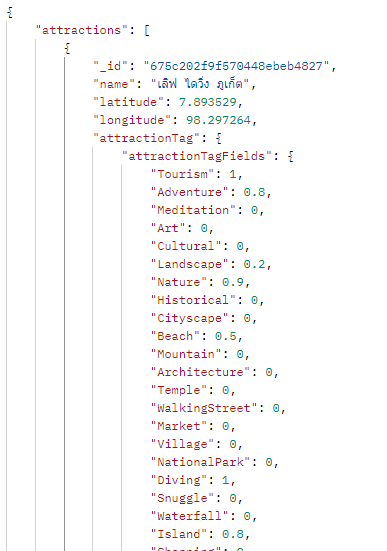 {
"attractions": [
{
"_id": "675c202f9f570448ebeb4827",
"name": "เลิฟ ไดวิ่ง ภูเก็ต",
"latitude": 7.893529,
"longitude": 98.297264,
"attractionTag": {
"attractionTagFields": {
"Tourism": 1,
"Adventure": 0.8,
"Meditation": 0,
"Art": 0,
"Cultural": 0,
"Landscape": 0.2,
"Nature": 0.9,
"Historical": 0,
"Cityscape": 0,
"Beach": 0.5,
"Mountain": 0,
"Architecture": 0,
"Temple": 0,
"WalkingStreet": 0,
"Market": 0,
"Village": 0,
"NationalPark": 0,
"Diving": 1,
"Snuggle": 0,
"Waterfall": 0,
"Island": 0.8,